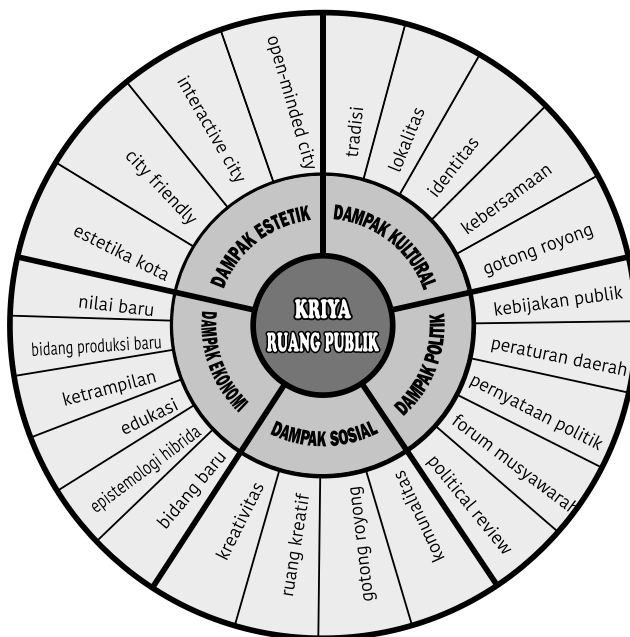 KRIYA
RUANG PUBLIK
DAMPAK KULTURAL
tradisi
lokalitas
identitas
kebersamaan
gotong royong
DAMPAK POLITIK
kebijakan publik
peraturan daerah
pernyataan politik
forum musyawarah
political review
DAMPAK SOSIAL
komunalitas
gotong royong
ruang kreatif
kreativitas
DAMPAK EKONOMI
bidang baru
epistemologi hibrida
edukasi
ketrampilan
bidang produksi baru
nilai baru
DAMPAK ESTETIK
estetika kota
city friendly
interactive city
open-minded city